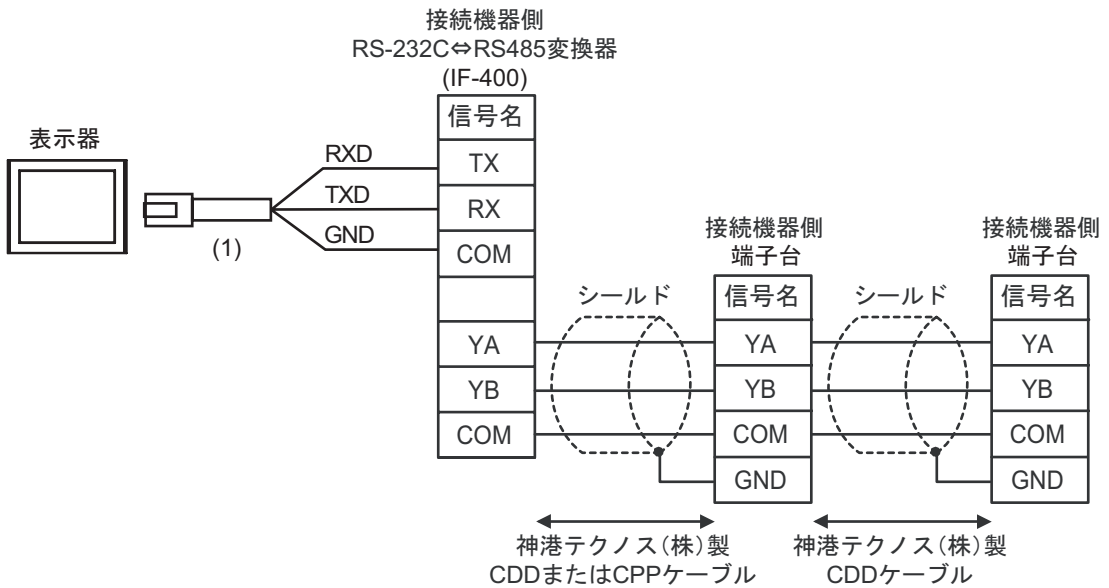 接続機器側
RS-232C⇔RS485変換器
(IF-400)
信号名
TX
RX
COM
YA
YB
COM
表示器
(1)
RXD
TXD
GND
シールド
接続機器側
端子台
信号名
YA
YB
COM
GND
シールド
接続機器側
端子台
信号名
YA
YB
COM
GND
神港テクノス(株)製
CDDまたはCPPケーブル
神港テクノス(株)製
CDDケーブル